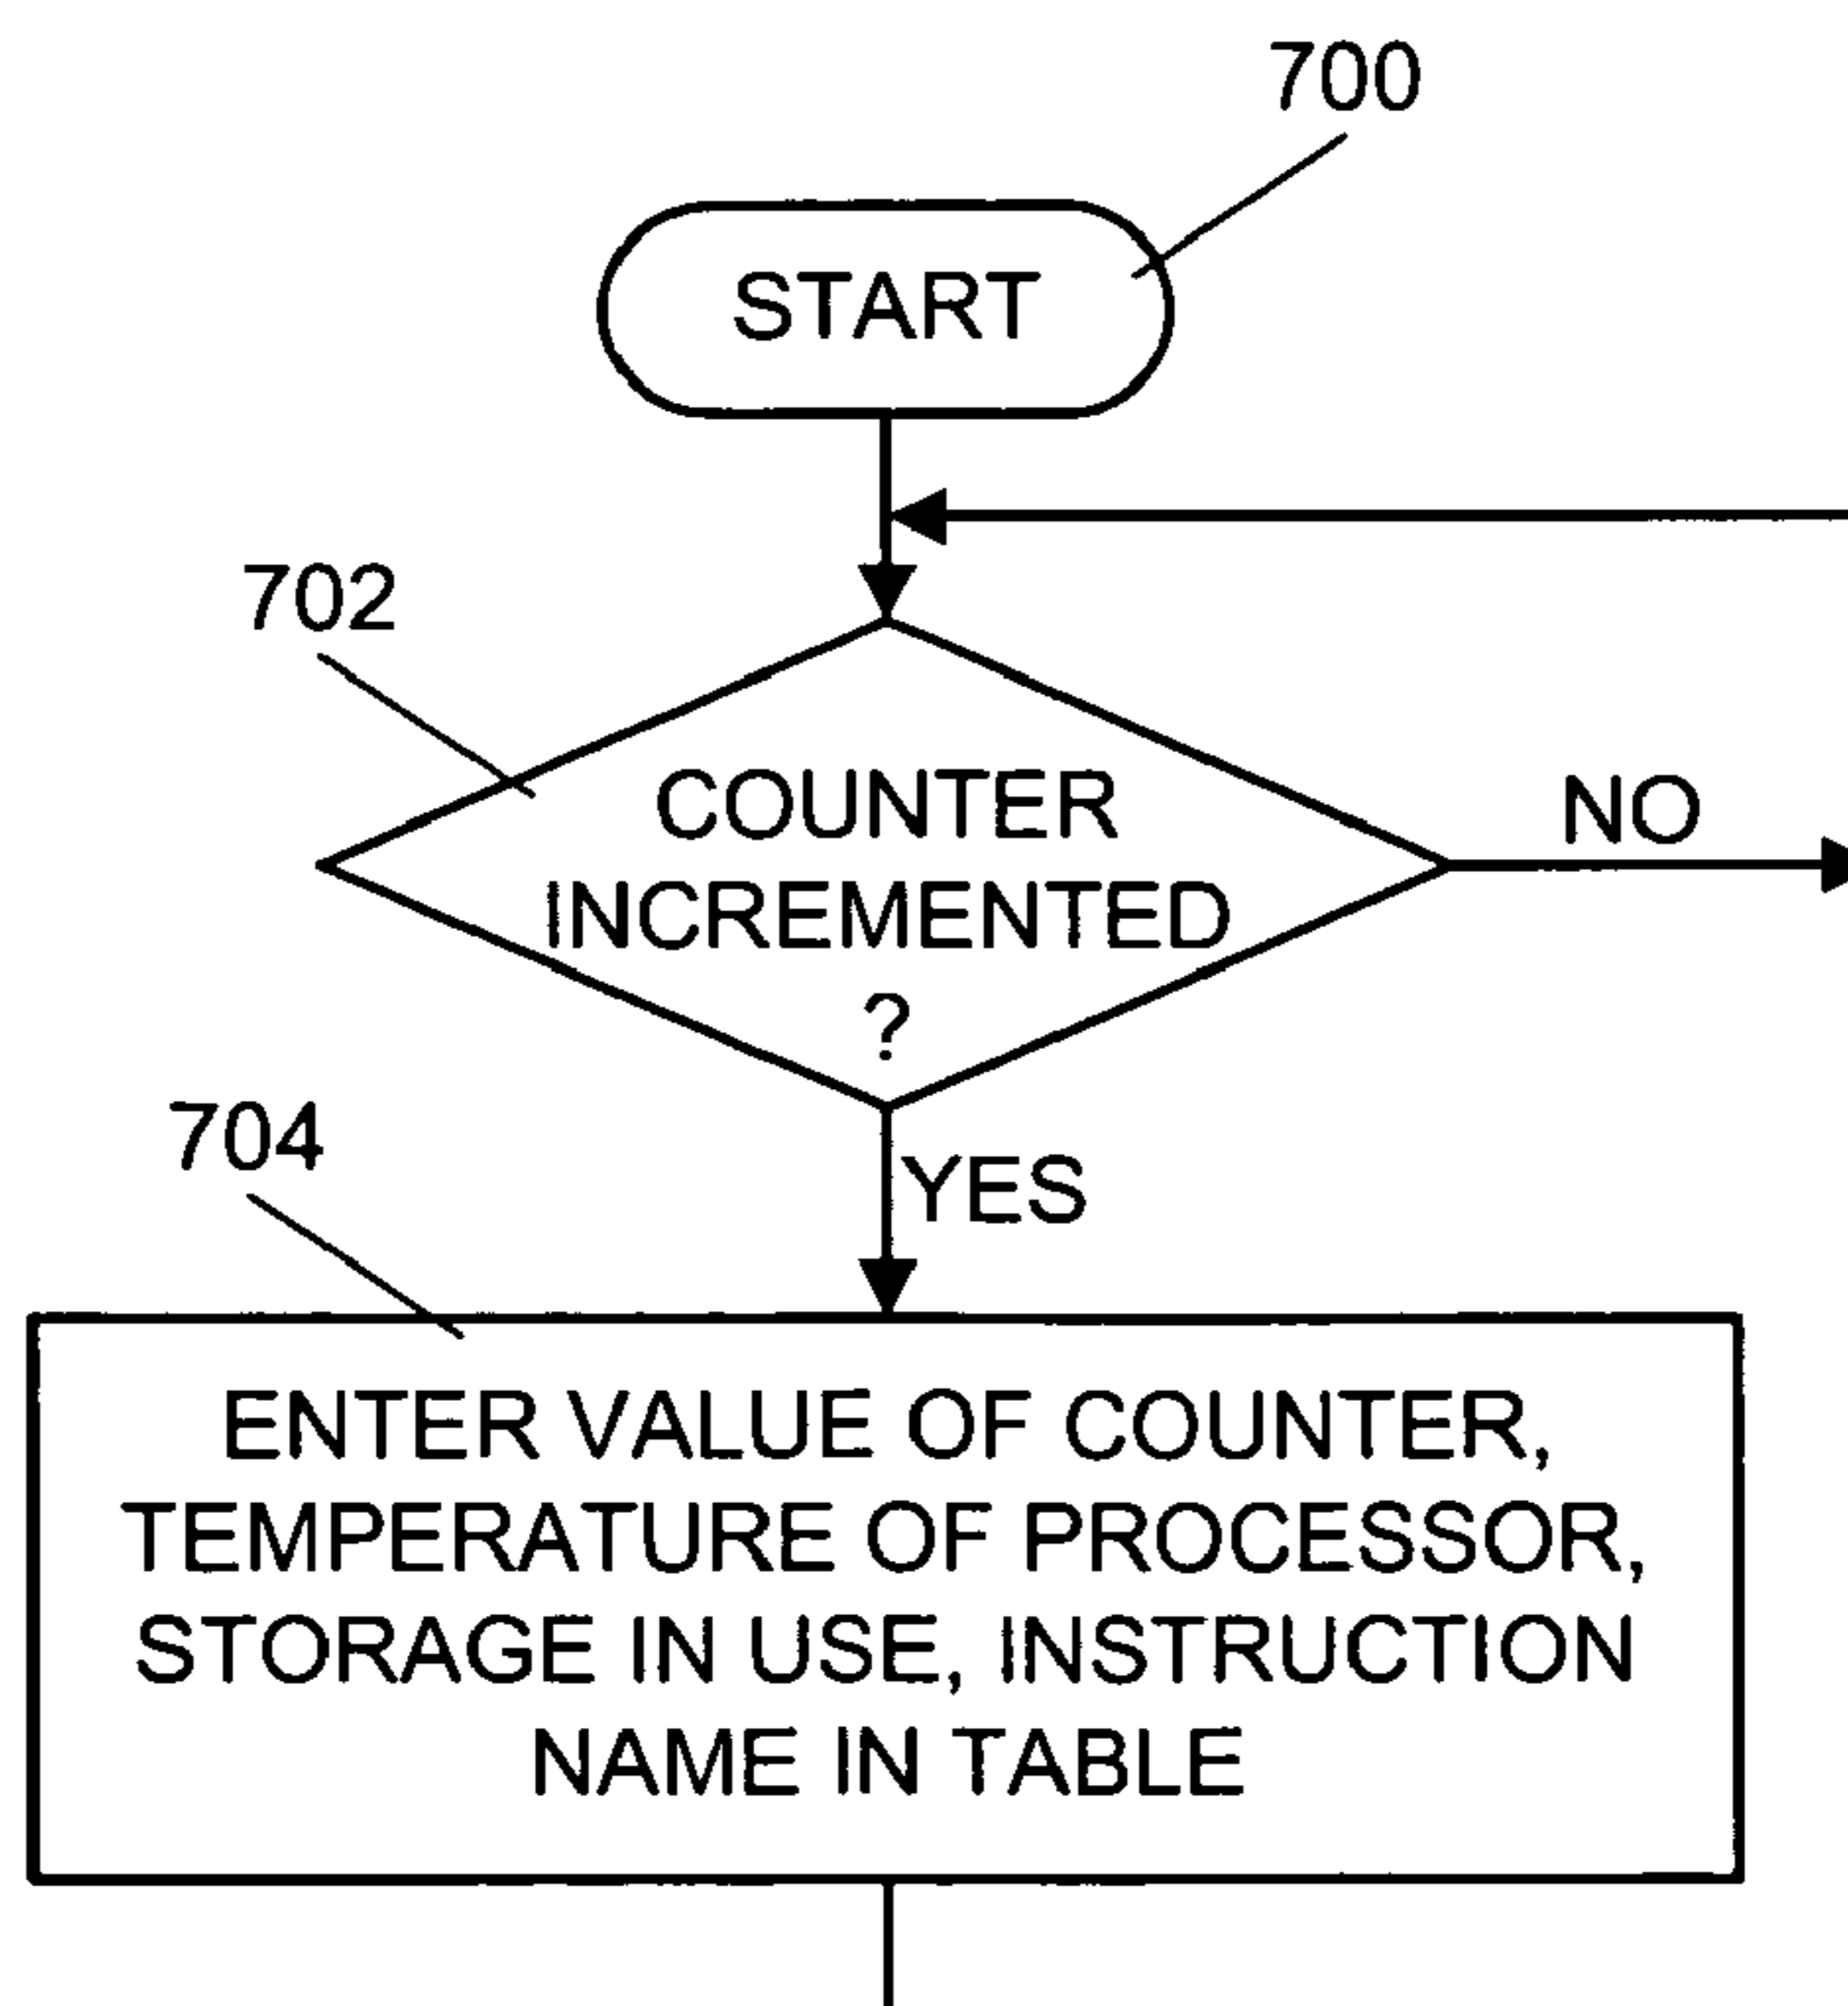 700
START
702
COUNTER
INCREMENTED
?
NO
YES
704
ENTER VALUE OF COUNTER,
TEMPERATURE OF PROCESSOR,
STORAGE IN USE, INSTRUCTION
NAME IN TABLE